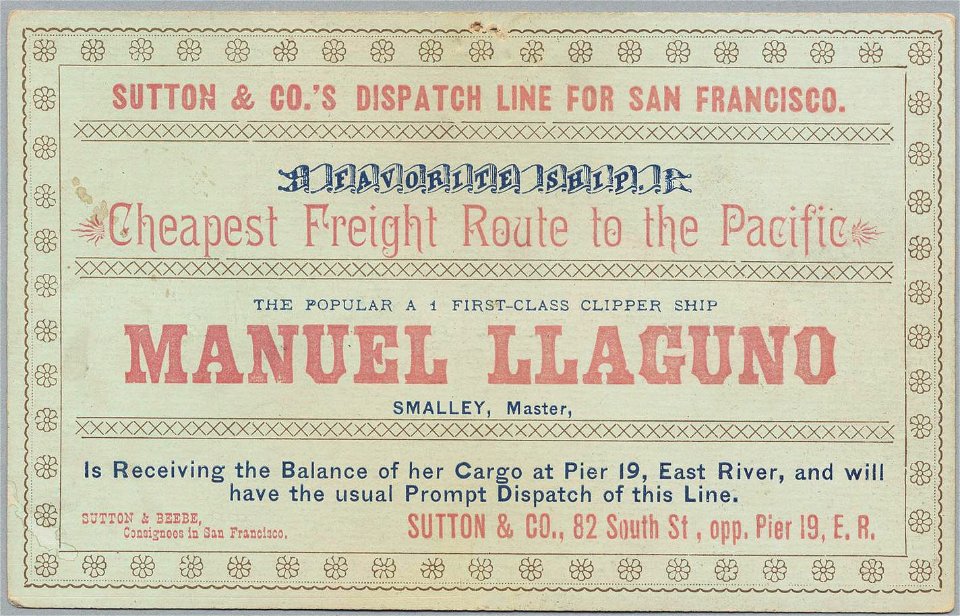 SUTTON & CO.'S DISPATCH LINE FOR SAN FRANCISCO.
A FAVORITE SHIP.
Cheapest Freight Route to the Pacific
THE POPULAR A 1 FIRST-CLASS CLIPPER SHIP
MANUEL LLAGUNO
SMALLEY, Master,
Is Receiving the Balance of her Cargo at Pier 19, East River, and will
have the usual Prompt Dispatch of this Line.
SUTTON & BEEBE,
Consignees in San Francisco.
SUTTON & CO., 82 South St, opp. Pier 19, E. R.